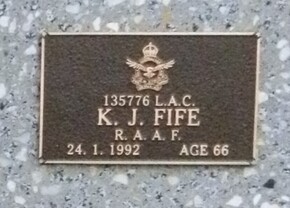 135776 L.A.C.
K. J. FIFE
R. A. A. F.
24. 1. 1992 AGE 66